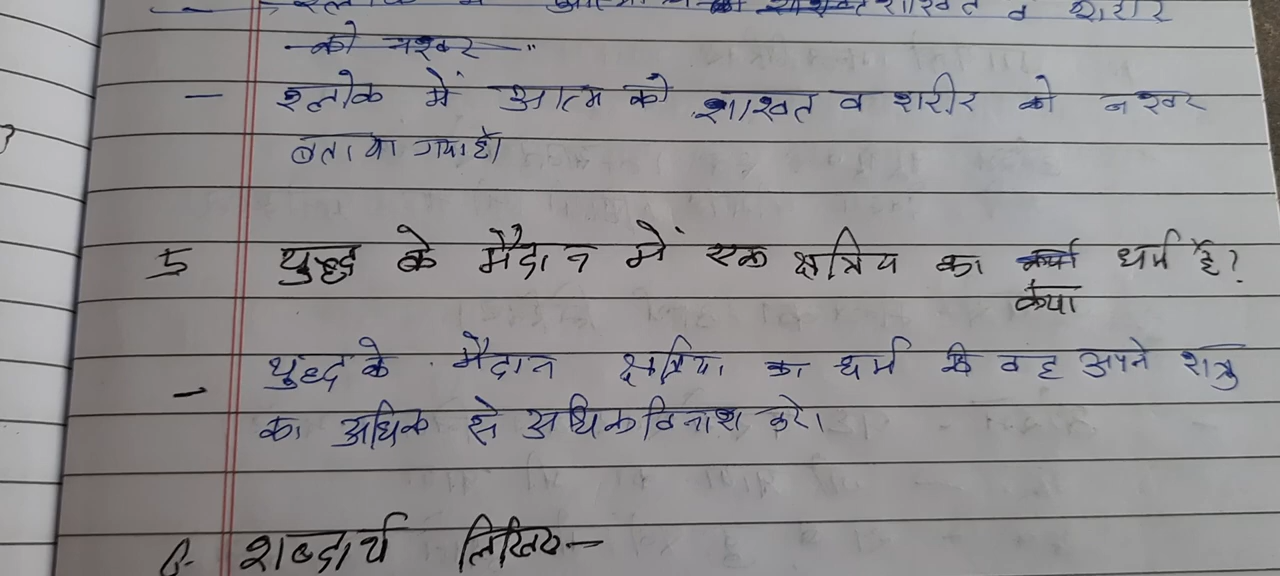 व शरीर
को नश्वर "
- श्लोक में आत्म को शाश्वत व शरीर को नश्वर
बताया गया है।
5 युद्ध के मैदान में एक क्षत्रिय का क्या धर्म है?
क्या
- युद्ध के मैदान क्षत्रिय का धर्म कि वह अपने शत्रु
का अधिक से अधिक विनाश करे।
शब्दार्थ लिखिए-